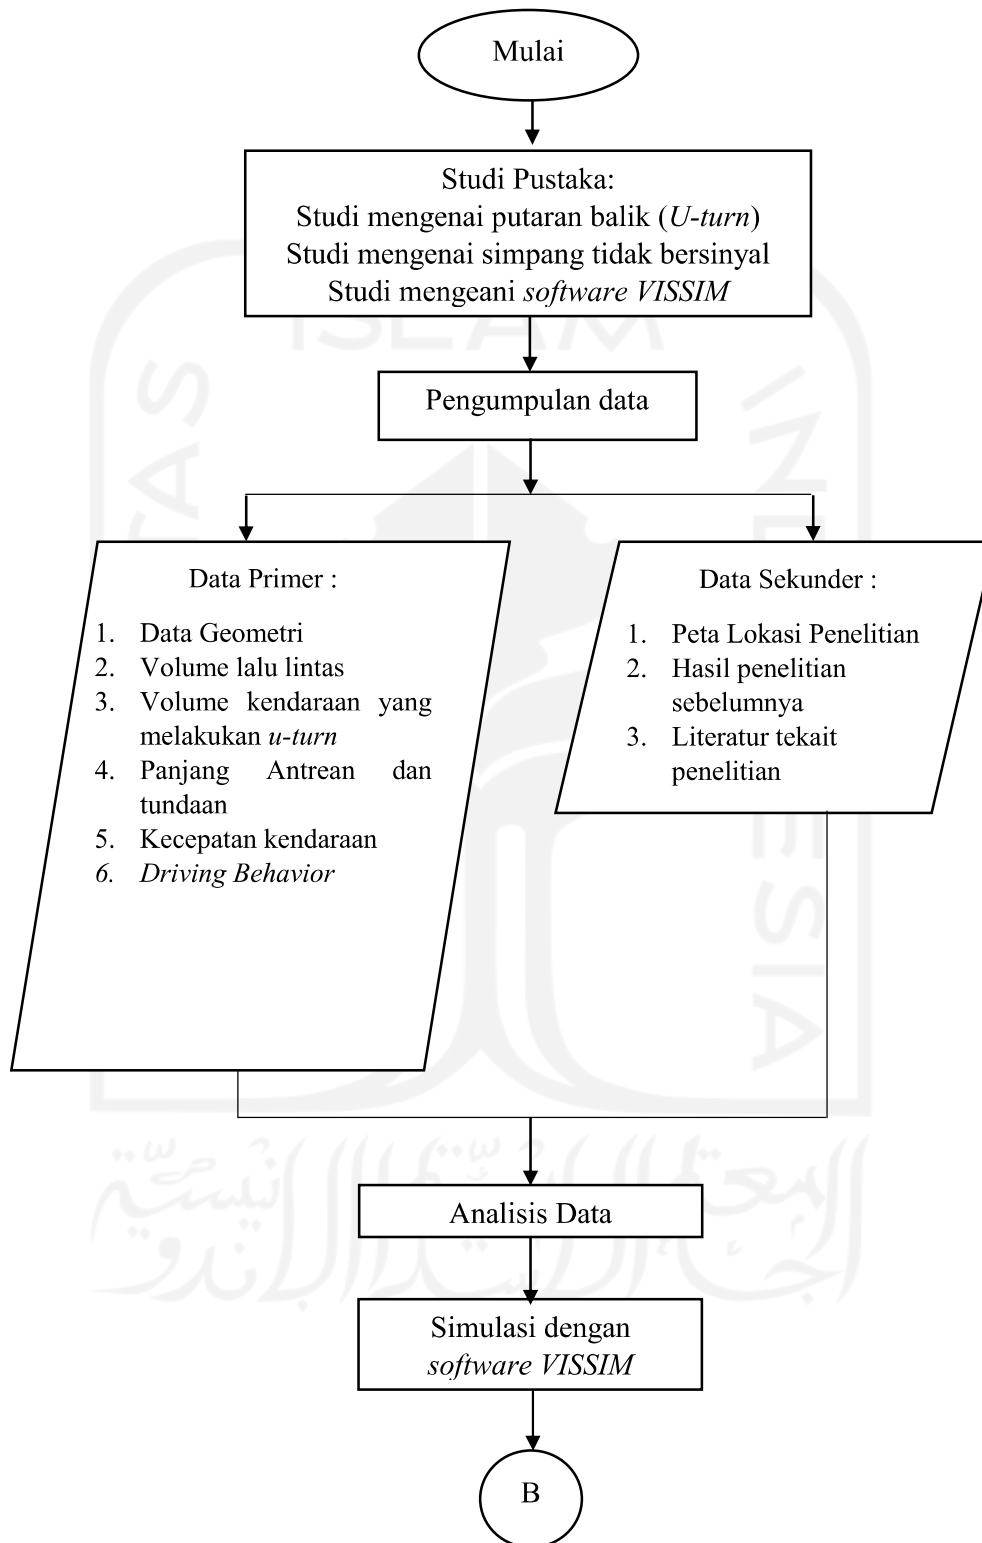 Mulai
Studi Pustaka:
Studi mengenai putaran balik (U-turn)
Studi mengenai simpang tidak bersinyal
Studi mengeani software VISSIM
ISLAM
Pengumpulan data
Data Primer :
1. Data Geometri
2. Volume lalu lintas
3. Volume kendaraan yang
melakukan u-turn
4. Panjang Antrean dan
tundaan
5. Kecepatan kendaraan
6. Driving Behavior
Data Sekunder :
1. Peta Lokasi Penelitian
2. Hasil penelitian
sebelumnya
3. Literatur tekait
penelitian
Analisis Data
Simulasi dengan
software VISSIM
B